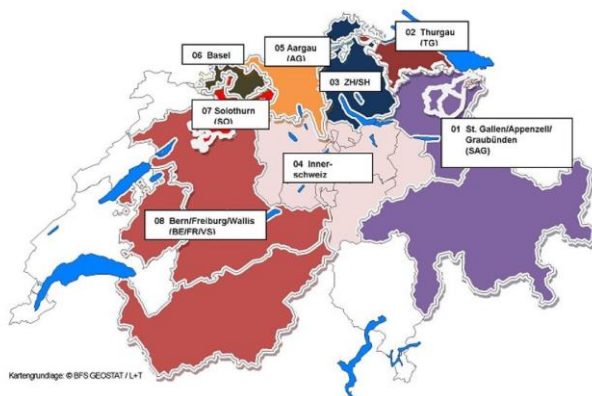 06 Basel
05 Aargau
(AG)
02 Thurgau
(TG)
03 ZH/SH
07 Solothurn
(SO)
01 St. Gallen/Appenzell/
Graubünden
(SAG)
04 Inner-
schweiz
08 Bern/Freiburg/Wallis
(BE/FR/VS)
Kartengrundlage: © BFS GEOSTAT / L+T